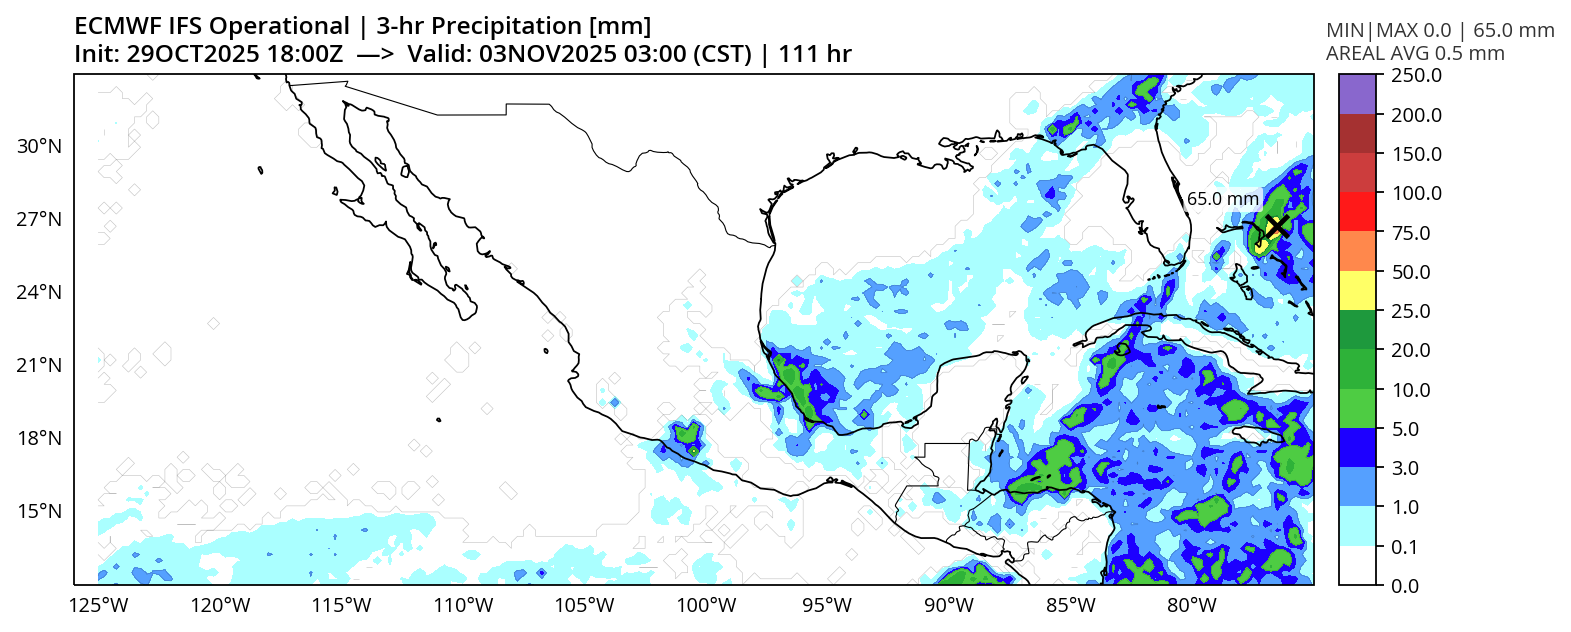 ECMWF IFS Operational | 3-hr Precipitation [mm]
Init: 29OCT2025 18:00Z —> Valid: 03NOV2025 03:00 (CST) | 111 hr
MIN|MAX 0.0 | 65.0 mm
AREAL AVG 0.5 mm
250.0
200.0
150.0
100.0
75.0
50.0
25.0
20.0
10.0
5.0
3.0
1.0
0.1
0.0
30°N
27°N
24°N
21°N
18°N
15°N
65.0 mm
125°W 120°W 115°W 110°W 105°W 100°W 95°W 90°W 85°W 80°W